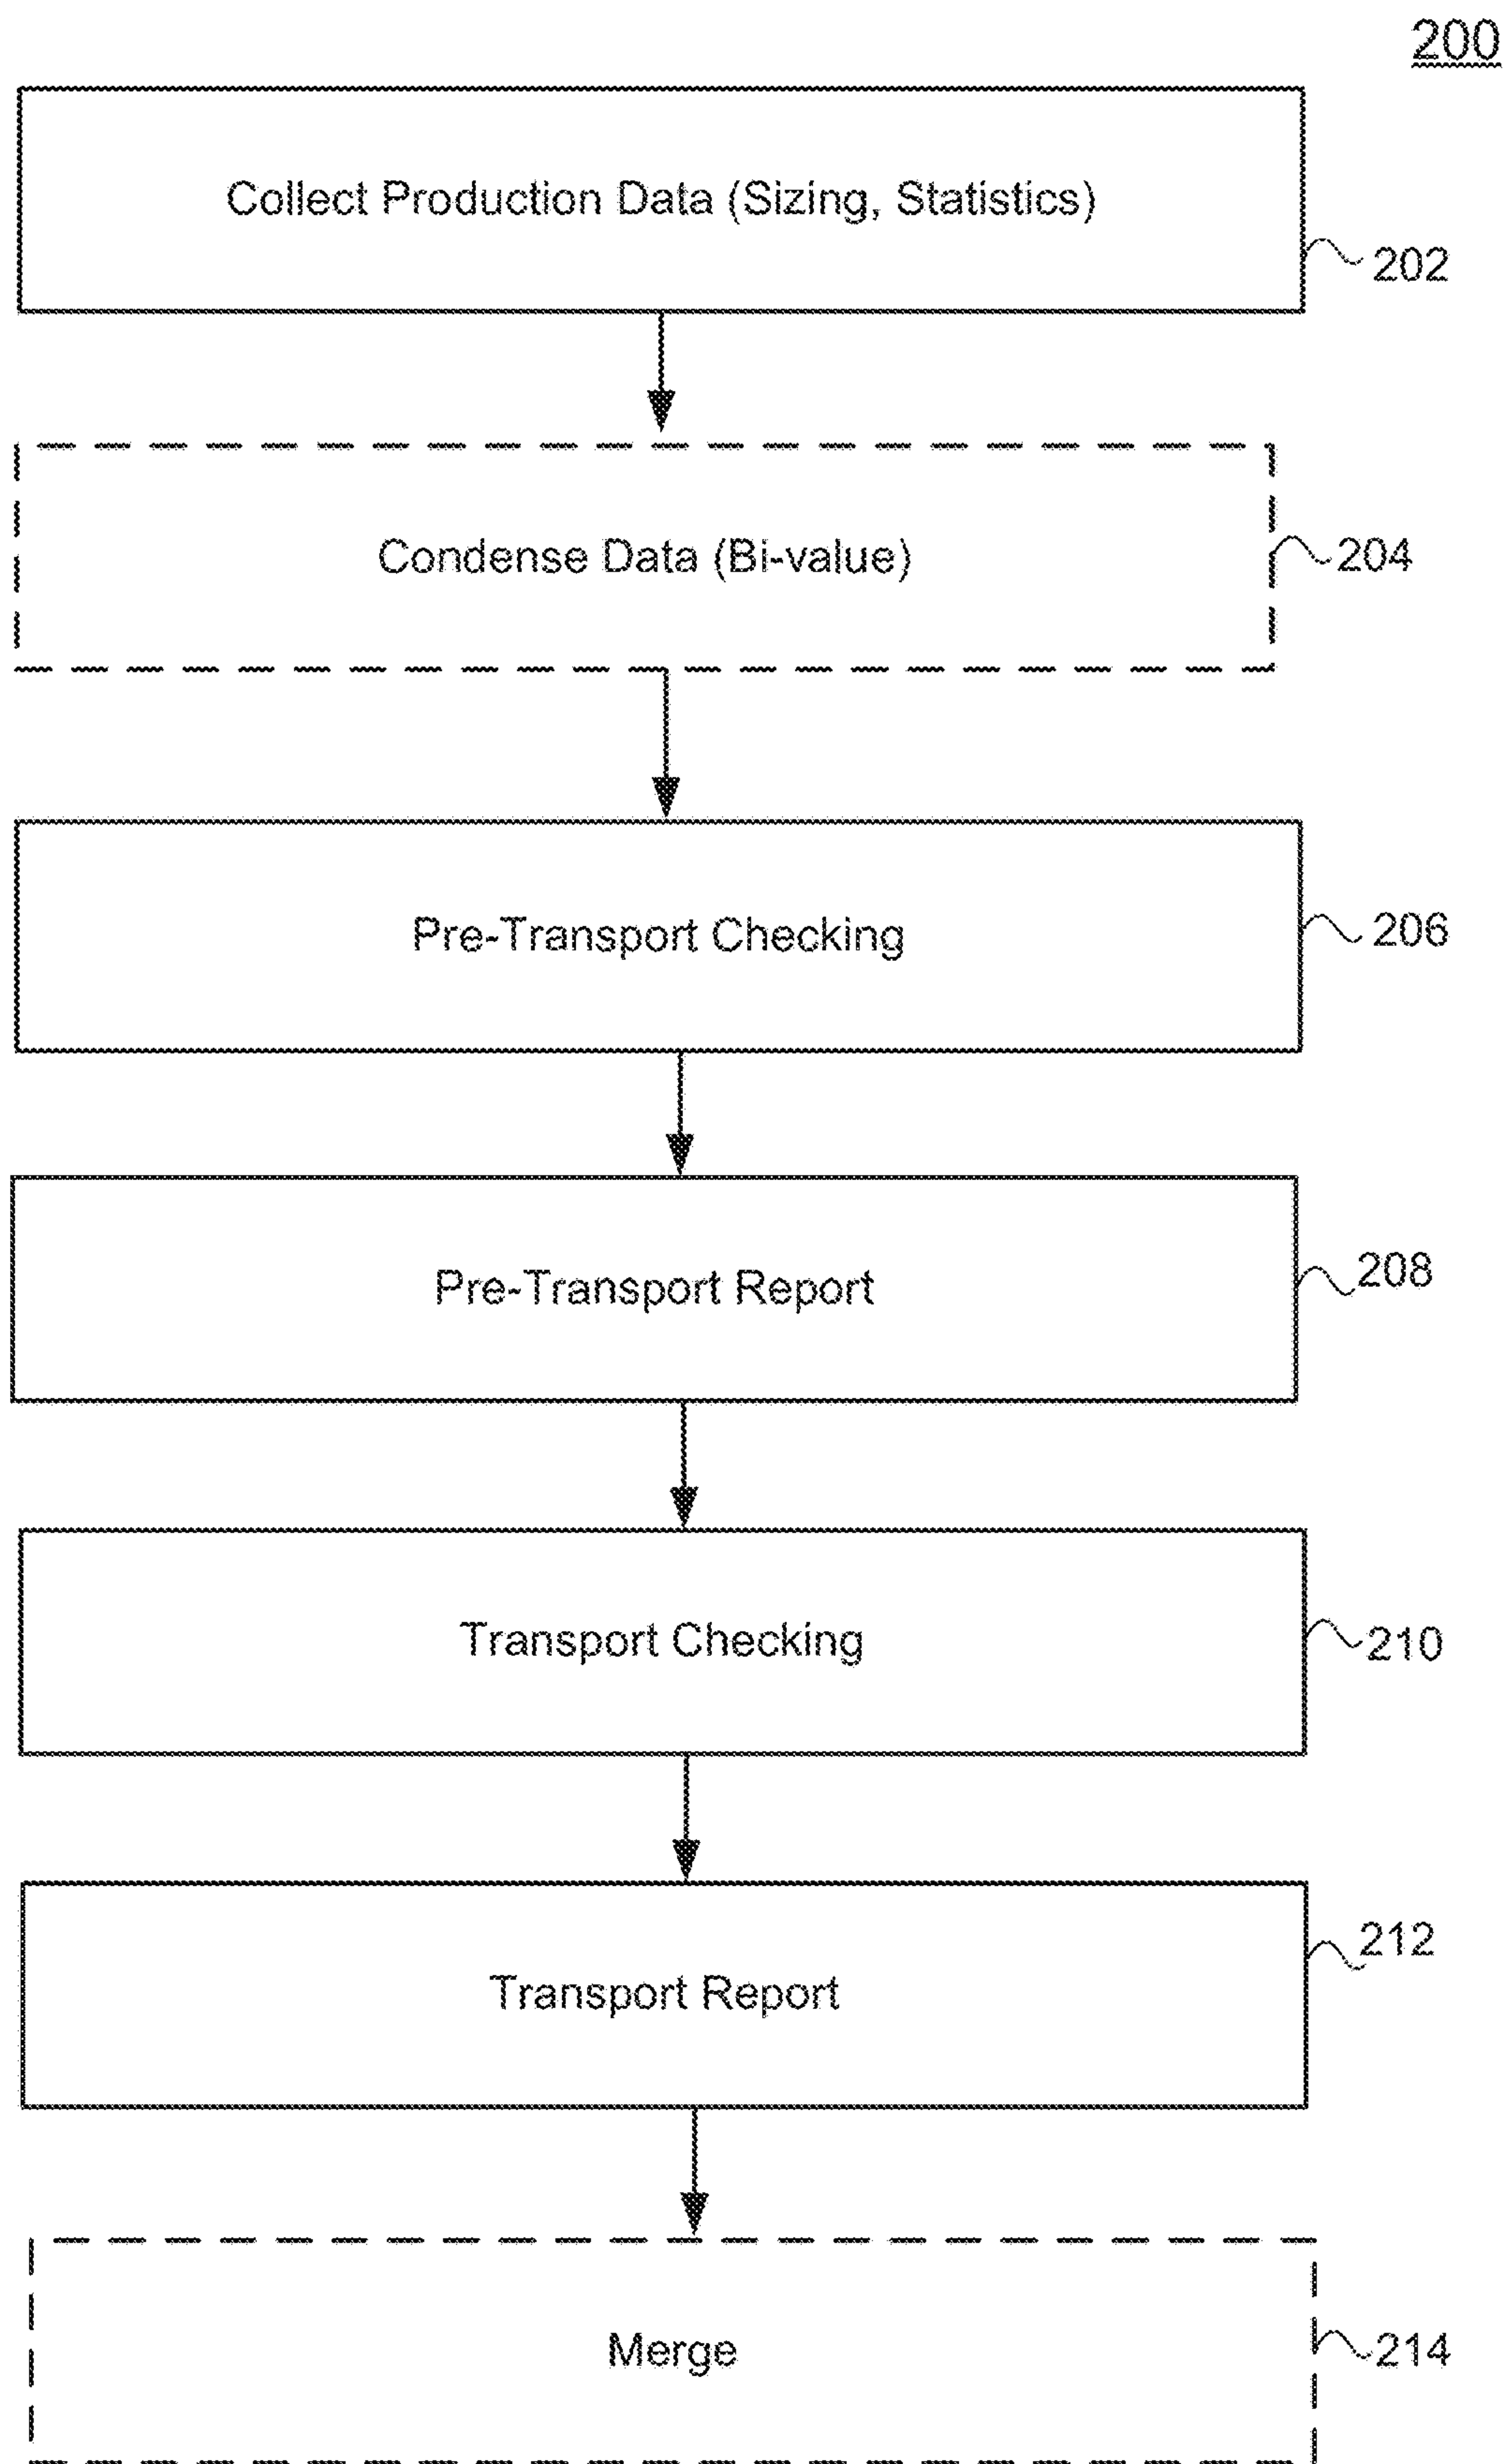 200
Collect Production Data (Sizing, Statistics)
202
Condense Data (Bi-value)
204
Pre-Transport Checking
206
Pre-Transport Report
208
Transport Checking
210
Transport Report
212
Merge
214